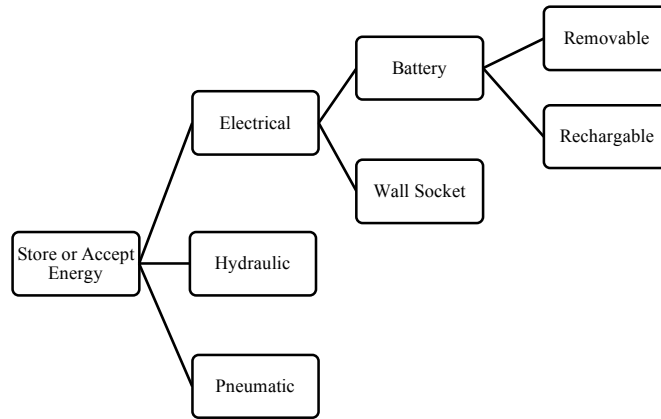 Store or Accept
Energy
Electrical
Hydraulic
Pneumatic
Battery
Wall Socket
Removable
Rechargable